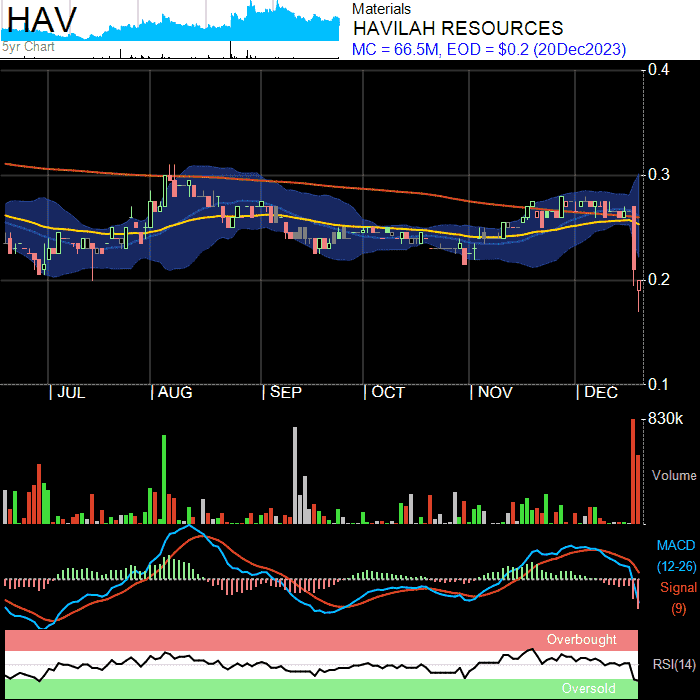 HAV
5yr Chart
Materials
HAVILAH RESOURCES
MC = 66.5M, EOD = $0.2 (20Dec2023)
0.4
0.3
0.2
0.1
| JUL | AUG | SEP | OCT | NOV | DEC
830k
Volume
MACD
(12-26)
Signal
(9)
Overbought
RSI(14)
Oversold